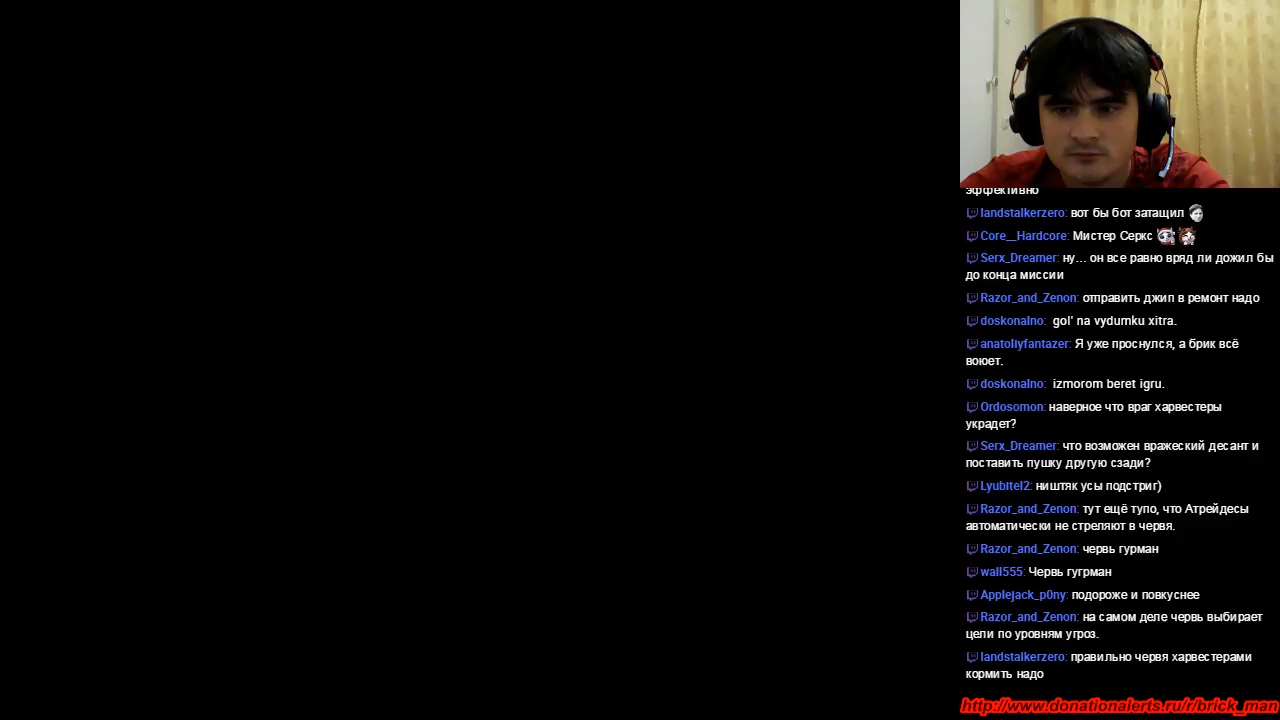 эффективно
landstalkerzero: вот бы бот затащил
Core__Hardcore: Мистер Серкс
Serx_Dreamer: ну... он все равно вряд ли дожил бы
до конца миссии
Razor_and_Zenon: отправить джип в ремонт надо
doskonalno: gol' na vydumku xitra.
anatoliyfantazer: Я уже проснулся, а брик всё
воюет.
doskonalno: izmorom beret igru.
Ordosomon: наверное что враг харвестеры
украдет?
Serx_Dreamer: что возможен вражеский десант и
поставить пушку другую сзади?
Lyubitel2: ништяк усы подстриг)
Razor_and_Zenon: тут ещё тупо, что Атрейдесы
автоматически не стреляют в червя.
Razor_and_Zenon: червь гурман
wall555: Червь гугрман
Applejack_p0ny: подороже и повкуснее
Razor_and_Zenon: на самом деле червь выбирает
цели по уровням угроз.
landstalkerzero: правильно червя харвестерами
кормить надо
http://www.donationalerts.ru/r/brick_man